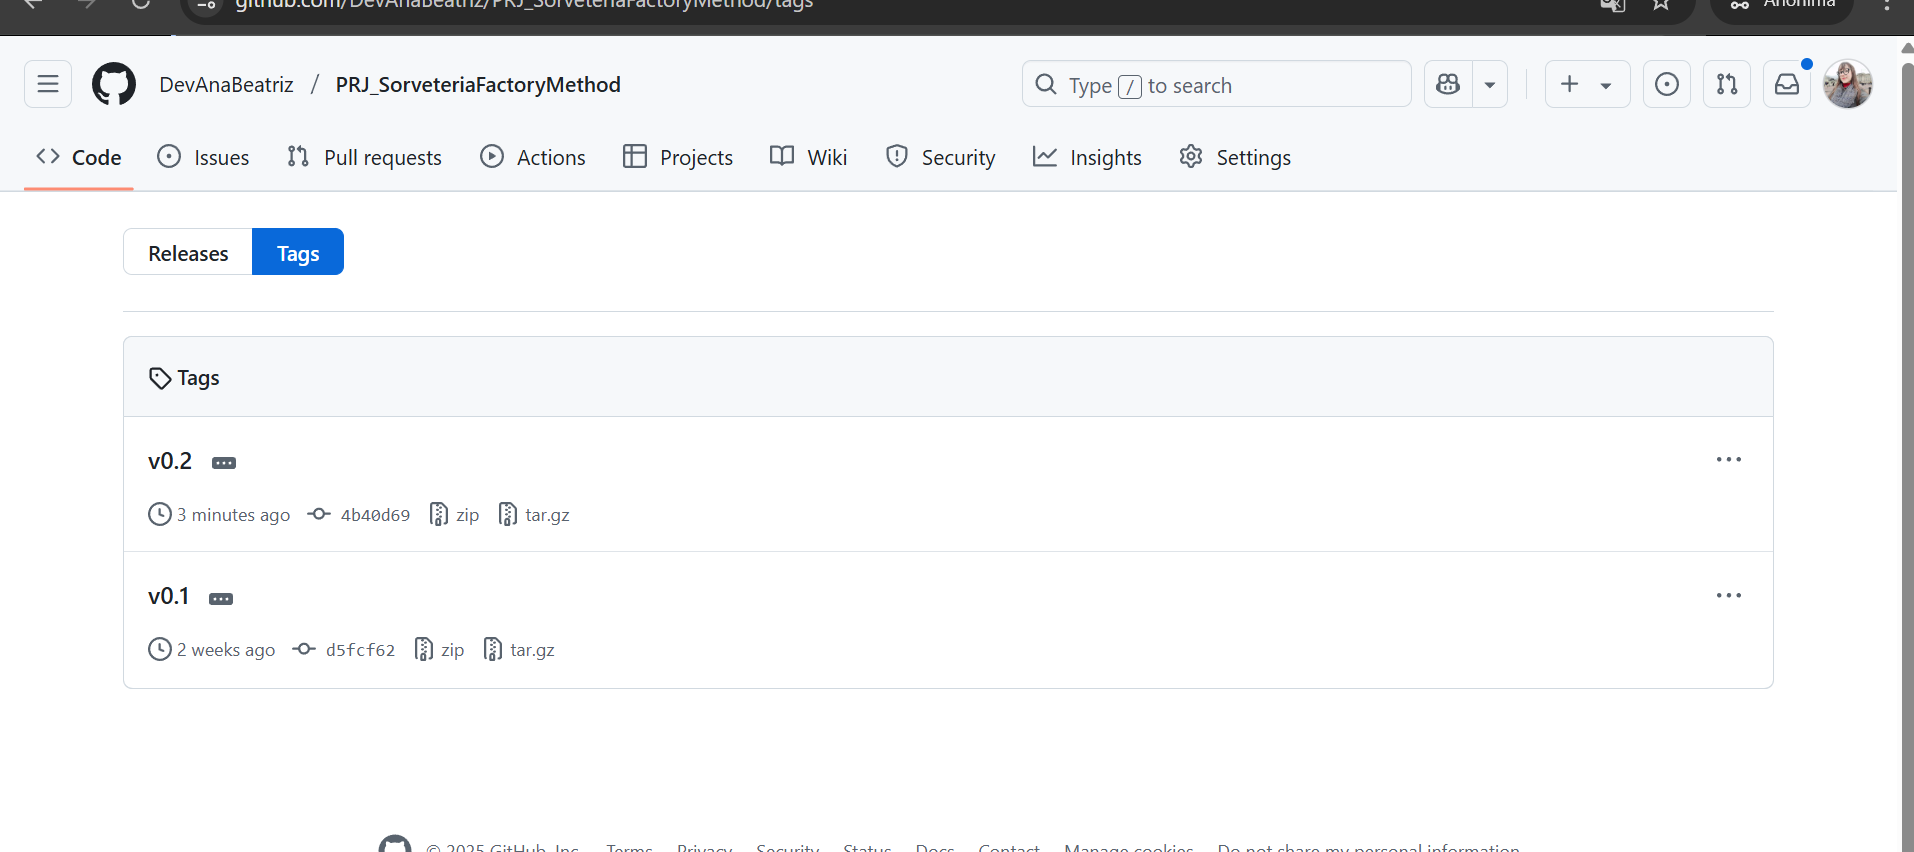 github.com/DevAnaBeatriz/PRJ_SorveteriaFactoryMethod/tags
Anônima
DevAnaBeatriz / PRJ_SorveteriaFactoryMethod
Type / to search
Code Issues Pull requests Actions Projects Wiki Security Insights Settings
Releases Tags
Tags
v0.2
3 minutes ago 4b40d69 zip tar.gz
v0.1
2 weeks ago d5fcf62 zip tar.gz
© 2025 GitHub, Inc. Terms Privacy Security Status Docs Contact Manage cookies Do not share my personal information